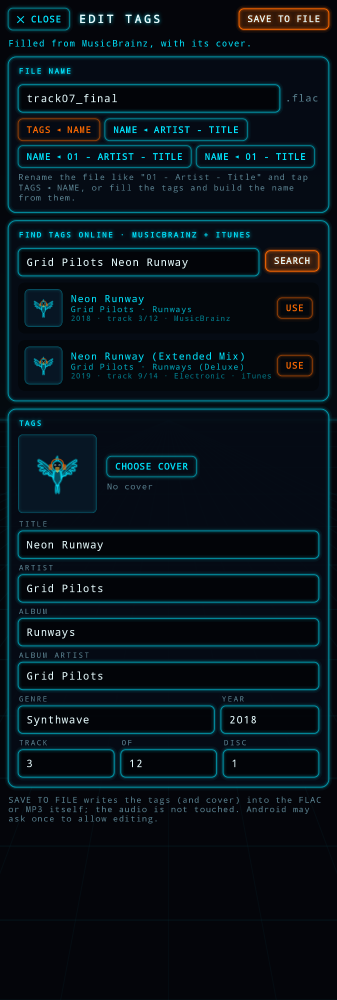 × CLOSE EDIT TAGS SAVE TO FILE
Filled from MusicBrainz, with its cover.
FILE NAME
track07_final .flac
TAGS ◂ NAME NAME ◂ ARTIST - TITLE
NAME ◂ 01 - ARTIST - TITLE NAME ◂ 01 - TITLE
Rename the file like "01 - Artist - Title" and tap
TAGS ◂ NAME, or fill the tags and build the name
from them.
FIND TAGS ONLINE · MUSICBRAINZ + ITUNES
Grid Pilots Neon Runway SEARCH
Neon Runway
Grid Pilots · Runways
2018 · track 3/12 · MusicBrainz
USE
Neon Runway (Extended Mix)
Grid Pilots · Runways (Deluxe)
2019 · track 9/14 · Electronic · iTunes
USE
TAGS
CHOOSE COVER
No cover
TITLE
Neon Runway
ARTIST
Grid Pilots
ALBUM
Runways
ALBUM ARTIST
Grid Pilots
GENRE YEAR
Synthwave 2018
TRACK OF DISC
3 12 1
SAVE TO FILE writes the tags (and cover) into the FLAC
or MP3 itself; the audio is not touched. Android may
ask once to allow editing.